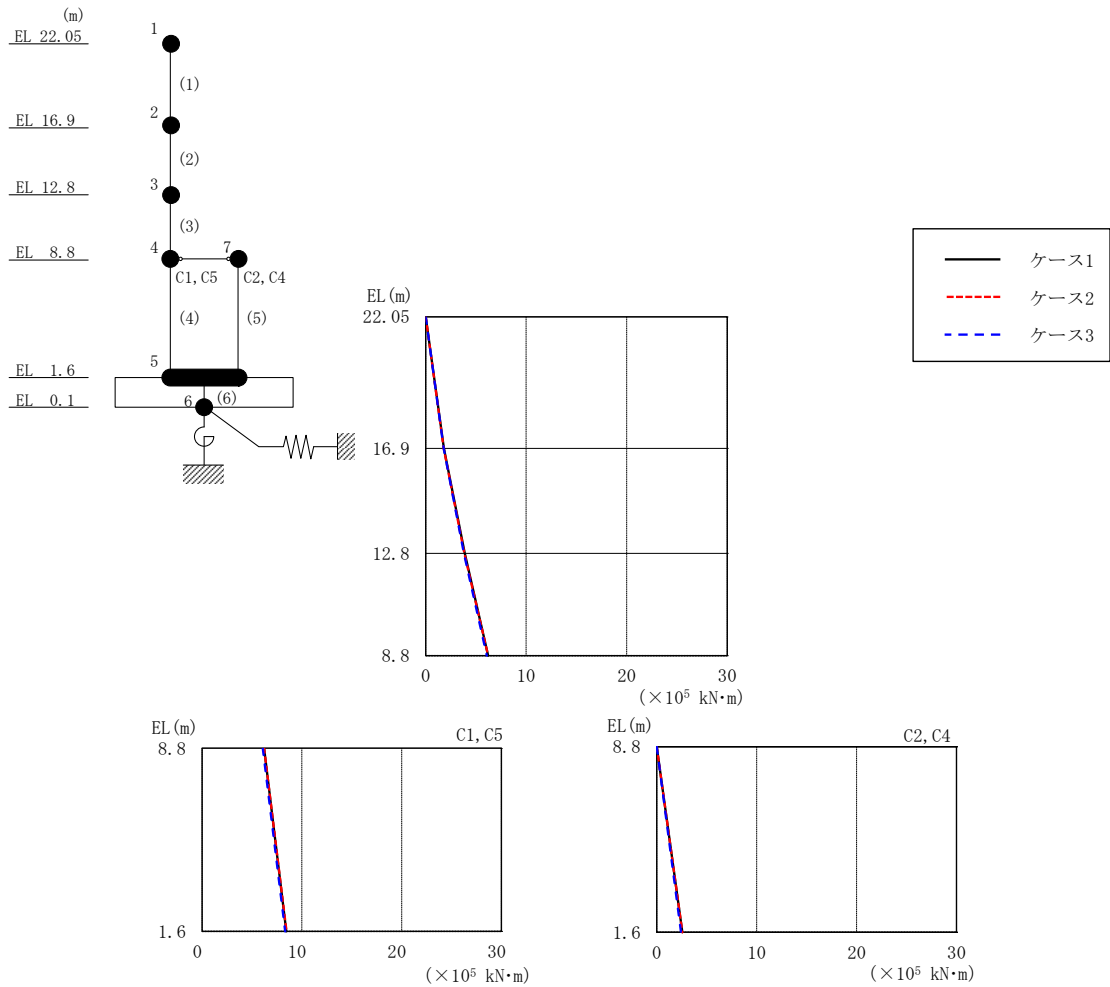 (m)
EL 22.05
EL 16.9
EL 12.8
EL 8.8
EL 1.6
EL 0.1
1
(1)
2
(2)
3
(3)
4
7
C1,C5
C2,C4
(4)
(5)
5
6
(6)
ケース1
ケース2
ケース3
EL(m)
22.05
16.9
12.8
8.8
0 10 20 30
(×10⁵ kN・m)
EL(m)
C1,C5
8.8
1.6
0 10 20 30
(×10⁵ kN・m)
EL(m)
C2,C4
8.8
1.6
0 10 20 30
(×10⁵ kN・m)